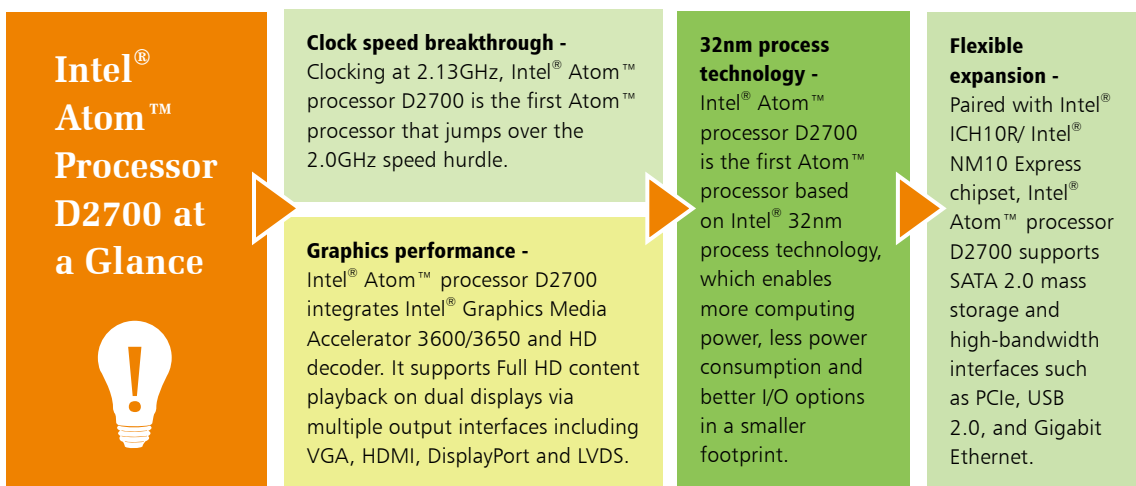 Intel®
Atom™
Processor
D2700 at
a Glance
Clock speed breakthrough -
Clocking at 2.13GHz, Intel® Atom™
processor D2700 is the first Atom™
processor that jumps over the
2.0GHz speed hurdle.
Graphics performance -
Intel® Atom™ processor D2700
integrates Intel® Graphics Media
Accelerator 3600/3650 and HD
decoder. It supports Full HD content
playback on dual displays via
multiple output interfaces including
VGA, HDMI, DisplayPort and LVDS.
32nm process
technology -
Intel® Atom™
processor D2700
is the first Atom™
processor based
on Intel® 32nm
process technology,
which enables
more computing
power, less power
consumption and
better I/O options
in a smaller
footprint.
Flexible
expansion -
Paired with Intel®
ICH10R/ Intel®
NM10 Express
chipset, Intel®
Atom™ processor
D2700 supports
SATA 2.0 mass
storage and
high-bandwidth
interfaces such
as PCIe, USB
2.0, and Gigabit
Ethernet.